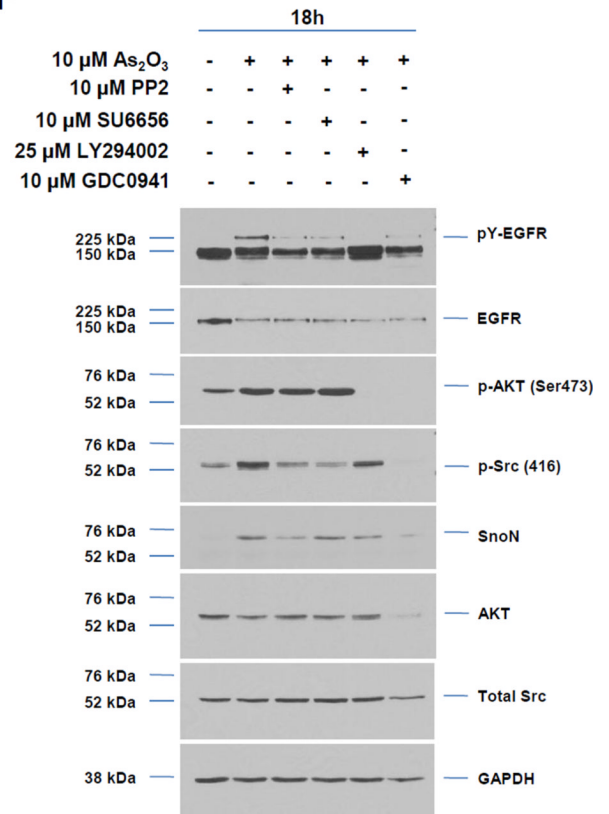 18h
10 µM As₂O₃ - + + + + +
10 µM PP2 - - + - - -
10 µM SU6656 - - - + - -
25 µM LY294002 - - - - + -
10 µM GDC0941 - - - - - +
225 kDa
150 kDa
pY-EGFR
225 kDa
150 kDa
EGFR
76 kDa
52 kDa
p-AKT (Ser473)
76 kDa
52 kDa
p-Src (416)
76 kDa
52 kDa
SnoN
76 kDa
52 kDa
AKT
76 kDa
52 kDa
Total Src
38 kDa
GAPDH